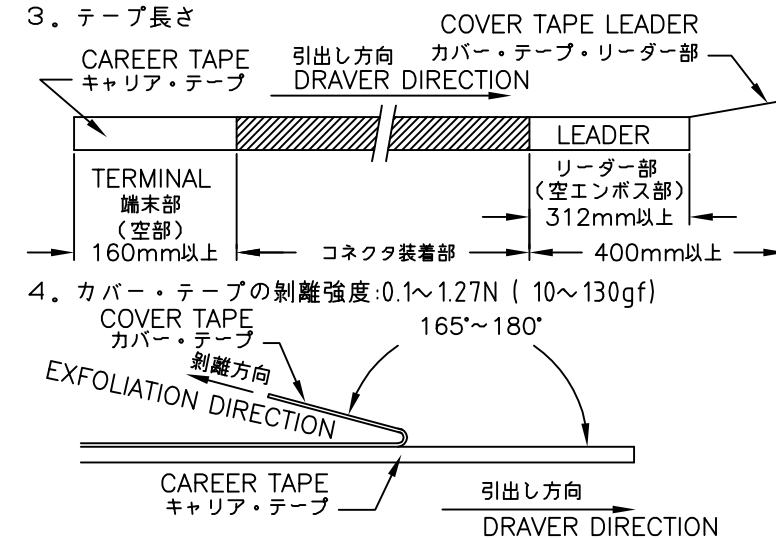 3。テープ長さ
COVER TAPE LEADER
カバー・テープ・リーダー部
CAREER TAPE
キャリア・テープ
引出し方向
DRAVER DIRECTION
LEADER
TERMINAL
端末部
(空部)
160mm以上
コネクタ装着部
リーダー部
(空エンボス部)
312mm以上
400mm以上
4。カバー・テープの剝離強度:0.1~1.27N ( 10~130gf)
COVER TAPE
カバー・テープ
165°~180°
剝離方向
EXFOLIATION DIRECTION
CAREER TAPE
キャリア・テープ
引出し方向
DRAVER DIRECTION